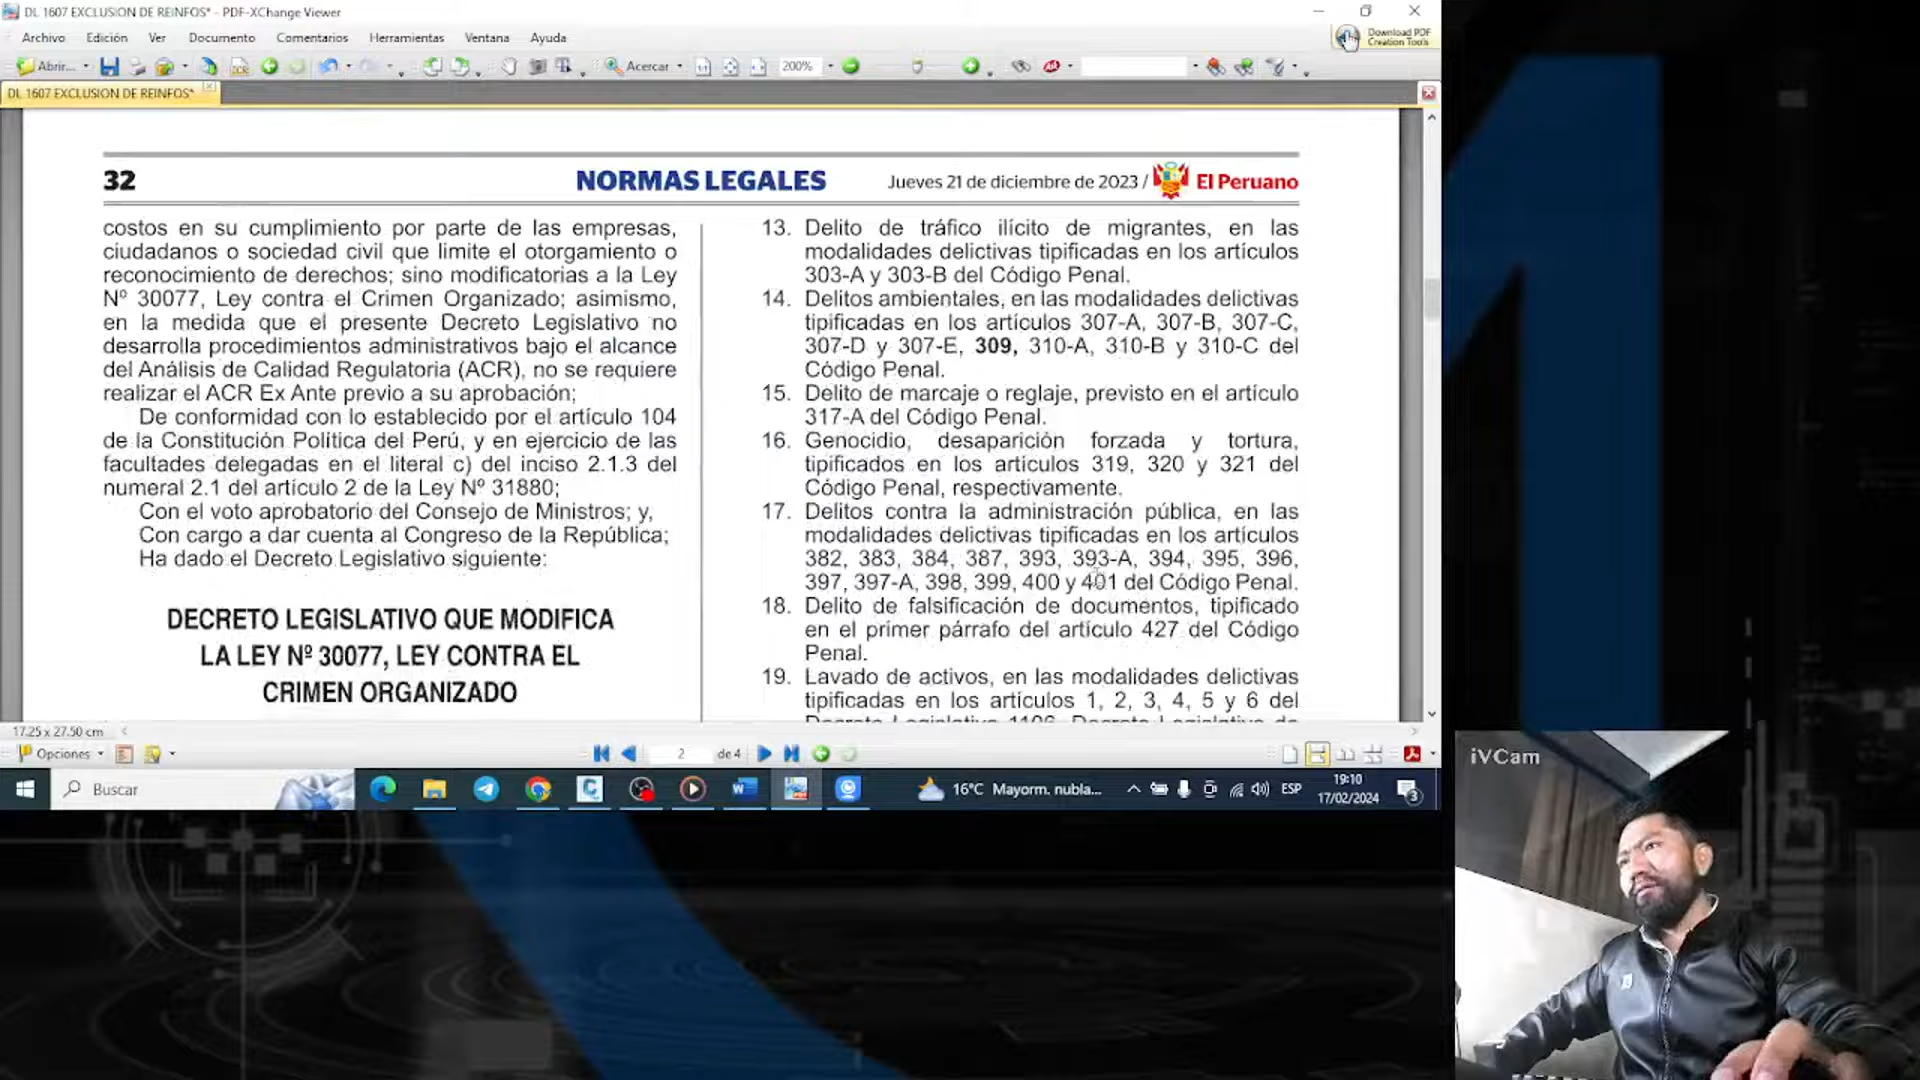 DL 1607 EXCLUSION DE REINFOS* - PDF-XChange Viewer
Archivo Edición Ver Documento Comentarios Herramientas Ventana Ayuda
Download PDF
Creation Tools
Abrir... Acercar 200%
DL 1607 EXCLUSION DE REINFOS*
32 NORMAS LEGALES Jueves 21 de diciembre de 2023 / El Peruano
costos en su cumplimiento por parte de las empresas,
ciudadanos o sociedad civil que limite el otorgamiento o
reconocimiento de derechos; sino modificatorias a la Ley
Nº 30077, Ley contra el Crimen Organizado; asimismo,
en la medida que el presente Decreto Legislativo no
desarrolla procedimientos administrativos bajo el alcance
del Análisis de Calidad Regulatoria (ACR), no se requiere
realizar el ACR Ex Ante previo a su aprobación;
De conformidad con lo establecido por el artículo 104
de la Constitución Política del Perú, y en ejercicio de las
facultades delegadas en el literal c) del inciso 2.1.3 del
numeral 2.1 del artículo 2 de la Ley Nº 31880;
Con el voto aprobatorio del Consejo de Ministros; y,
Con cargo a dar cuenta al Congreso de la República;
Ha dado el Decreto Legislativo siguiente:
DECRETO LEGISLATIVO QUE MODIFICA
LA LEY Nº 30077, LEY CONTRA EL
CRIMEN ORGANIZADO
13. Delito de tráfico ilícito de migrantes, en las
modalidades delictivas tipificadas en los artículos
303-A y 303-B del Código Penal.
14. Delitos ambientales, en las modalidades delictivas
tipificadas en los artículos 307-A, 307-B, 307-C,
307-D y 307-E, 309, 310-A, 310-B y 310-C del
Código Penal.
15. Delito de marcaje o reglaje, previsto en el artículo
317-A del Código Penal.
16. Genocidio, desaparición forzada y tortura,
tipificados en los artículos 319, 320 y 321 del
Código Penal, respectivamente.
17. Delitos contra la administración pública, en las
modalidades delictivas tipificadas en los artículos
382, 383, 384, 387, 393, 393-A, 394, 395, 396,
397, 397-A, 398, 399, 400 y 401 del Código Penal.
18. Delito de falsificación de documentos, tipificado
en el primer párrafo del artículo 427 del Código
Penal.
19. Lavado de activos, en las modalidades delictivas
tipificadas en los artículos 1, 2, 3, 4, 5 y 6 del
Decreto Legislativo 1106, Decreto Legislativo de
17.25 x 27.50 cm
Opciones 2 de 4
Buscar 16°C Mayorm. nubla... ESP 19:10
17/02/2024
3
iVCam